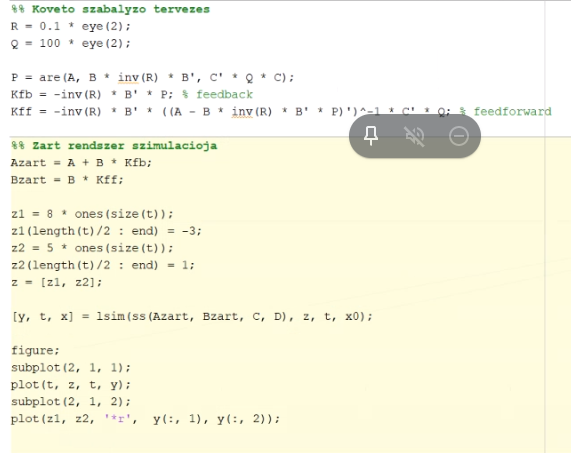 %% Koveto szabalyzo tervezes
R = 0.1 * eye(2);
Q = 100 * eye(2);
P = are(A, B * inv(R) * B', C' * Q * C);
Kfb = -inv(R) * B' * P; % feedback
Kff = -inv(R) * B' * ((A - B * inv(R) * B' * P)')^-1 * C' * Q; % feedforward
%% Zart rendszer szimulacioja
Azart = A + B * Kfb;
Bzart = B * Kff;
z1 = 8 * ones(size(t));
z1(length(t)/2 : end) = -3;
z2 = 5 * ones(size(t));
z2(length(t)/2 : end) = 1;
z = [z1, z2];
[y, t, x] = lsim(ss(Azart, Bzart, C, D), z, t, x0);
figure;
subplot(2, 1, 1);
plot(t, z, t, y);
subplot(2, 1, 2);
plot(z1, z2, '*r', y(:, 1), y(:, 2));